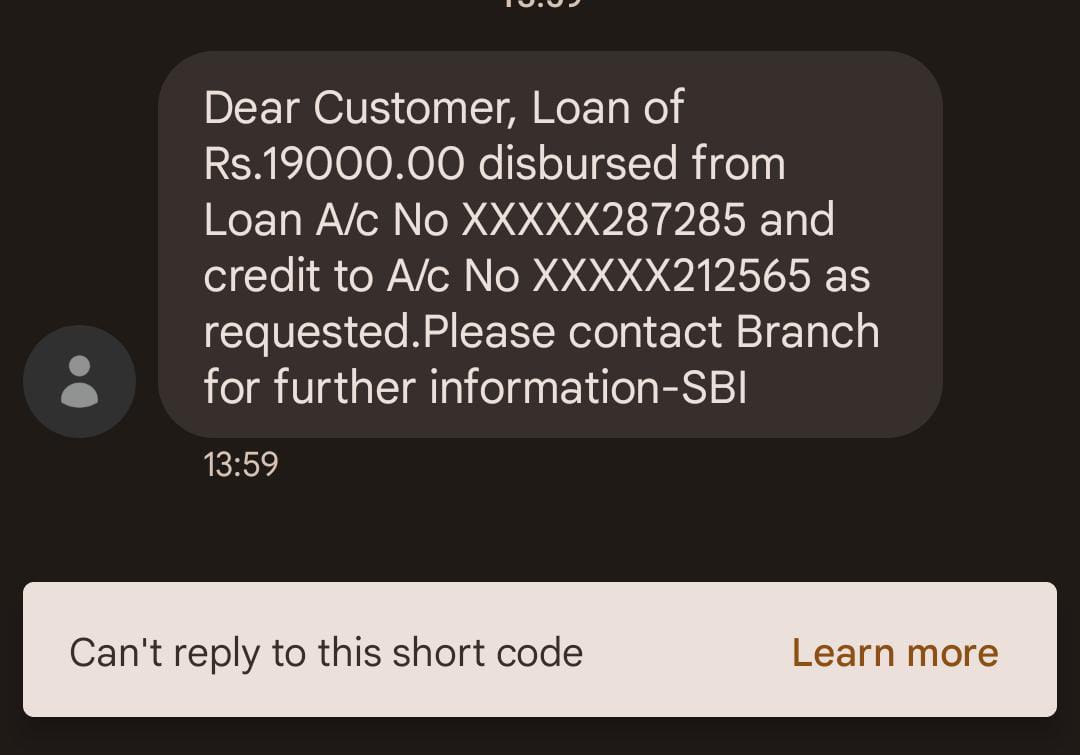 Dear Customer, Loan of
Rs.19000.00 disbursed from
Loan A/c No XXXXX287285 and
credit to A/c No XXXXX212565 as
requested.Please contact Branch
for further information-SBI
13:59
Can't reply to this short code Learn more